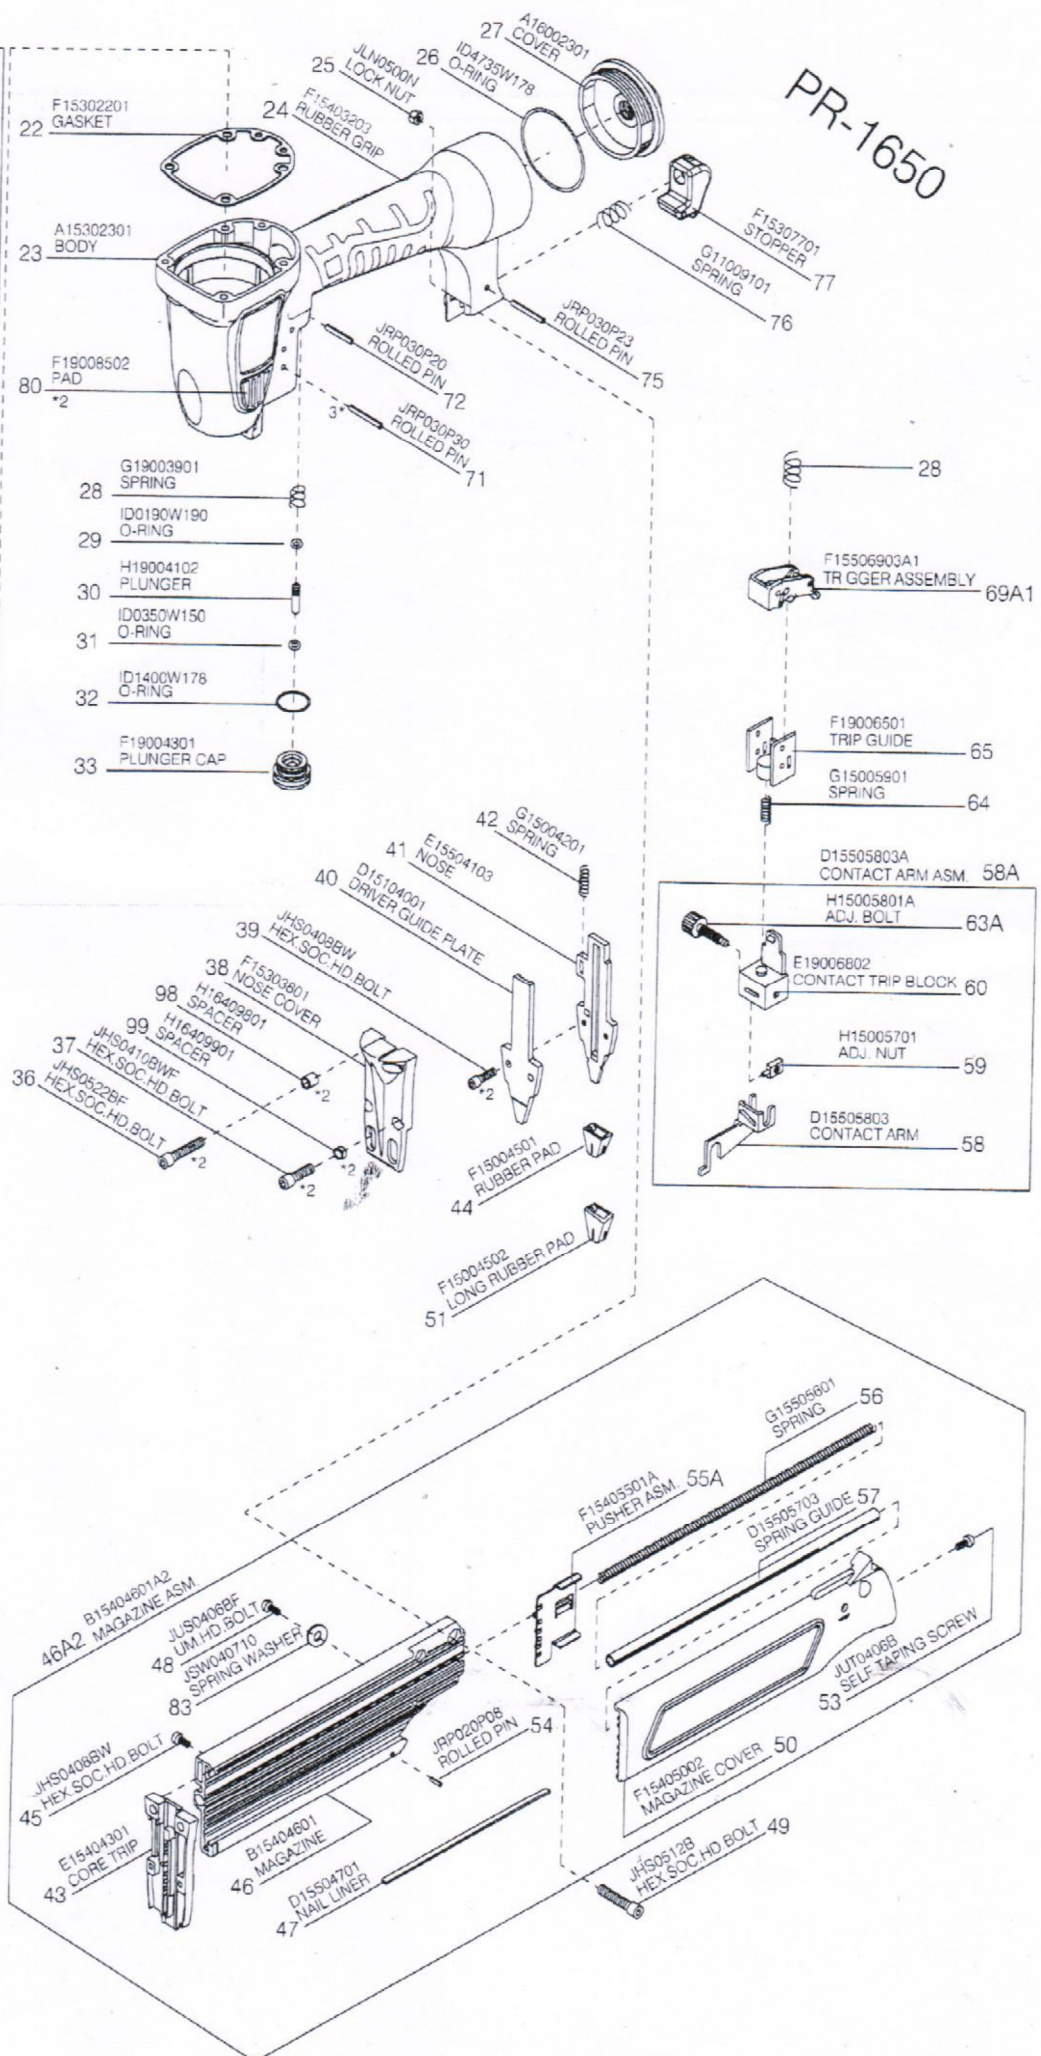 PR-1650
22 F15302201
GASKET
23 A15302301
BODY
24 F15403203
RUBBER GRIP
25 JLN0500N
LOCK NUT
26 ID4735W178
O-RING
27 A16002301
COVER
F15307701
STOPPER
77
G11009101
SPRING
76
JRP030P23
ROLLED PIN
75
JRP030P20
ROLLED PIN
72
3*
JRP030P30
ROLLED PIN
71
80 F19008502
PAD
*2
28 G19003901
SPRING
29 ID0190W190
O-RING
30 H19004102
PLUNGER
31 ID0350W150
O-RING
32 ID1400W178
O-RING
33 F19004301
PLUNGER CAP
28
F15506903A1
TR GGER ASSEMBLY
69A1
F19006501
TRIP GUIDE
65
G15005901
SPRING
64
D15505803A
CONTACT ARM ASM. 58A
H15005801A
ADJ. BOLT
63A
E19006802
CONTACT TRIP BLOCK
60
H15005701
ADJ. NUT
59
D15505803
CONTACT ARM
58
42 G15004201
SPRING
41 E15504103
NOSE
40 D15104001
DRIVER GUIDE PLATE
39 JHS0408BW
HEX.SOC.HD.BOLT
*2
38 F15303801
NOSE COVER
98 H16409801
SPACER
*2
99 H16409901
SPACER
*2
37 JHS0410BWF
HEX.SOC.HD.BOLT
*2
36 JHS0522BF
HEX.SOC.HD.BOLT
*2
44 F15004501
RUBBER PAD
51 F15004502
LONG RUBBER PAD
G15505601
SPRING
56
F15405501A
PUSHER ASM. 55A
D15505703
SPRING GUIDE 57
46A2 B15404601A2
MAGAZINE ASM.
48 JUS0406BF
UM.HD.BOLT
83 JSW040710
SPRING WASHER
45 JHS0408BW
HEX.SOC.HD.BOLT
43 E15404301
CORE TRIP
46 B15404601
MAGAZINE
47 D15504701
NAIL LINER
JRP020P08
ROLLED PIN
54
JUT0406B
SELF TAPING SCREW
53
F15405002
MAGAZINE COVER 50
JHS0512B
HEX.SOC.HD BOLT 49